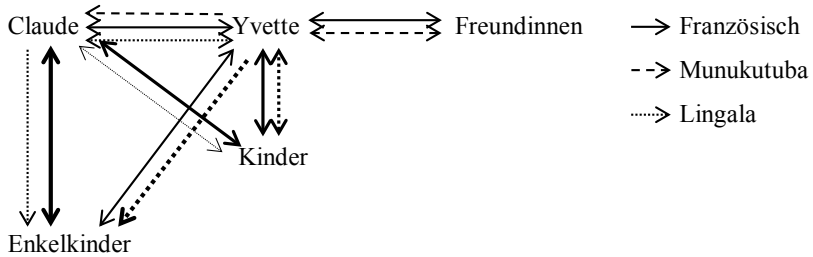 Claude Yvette Freundinnen Französisch
Munukutuba
Lingala
Kinder
Enkelkinder